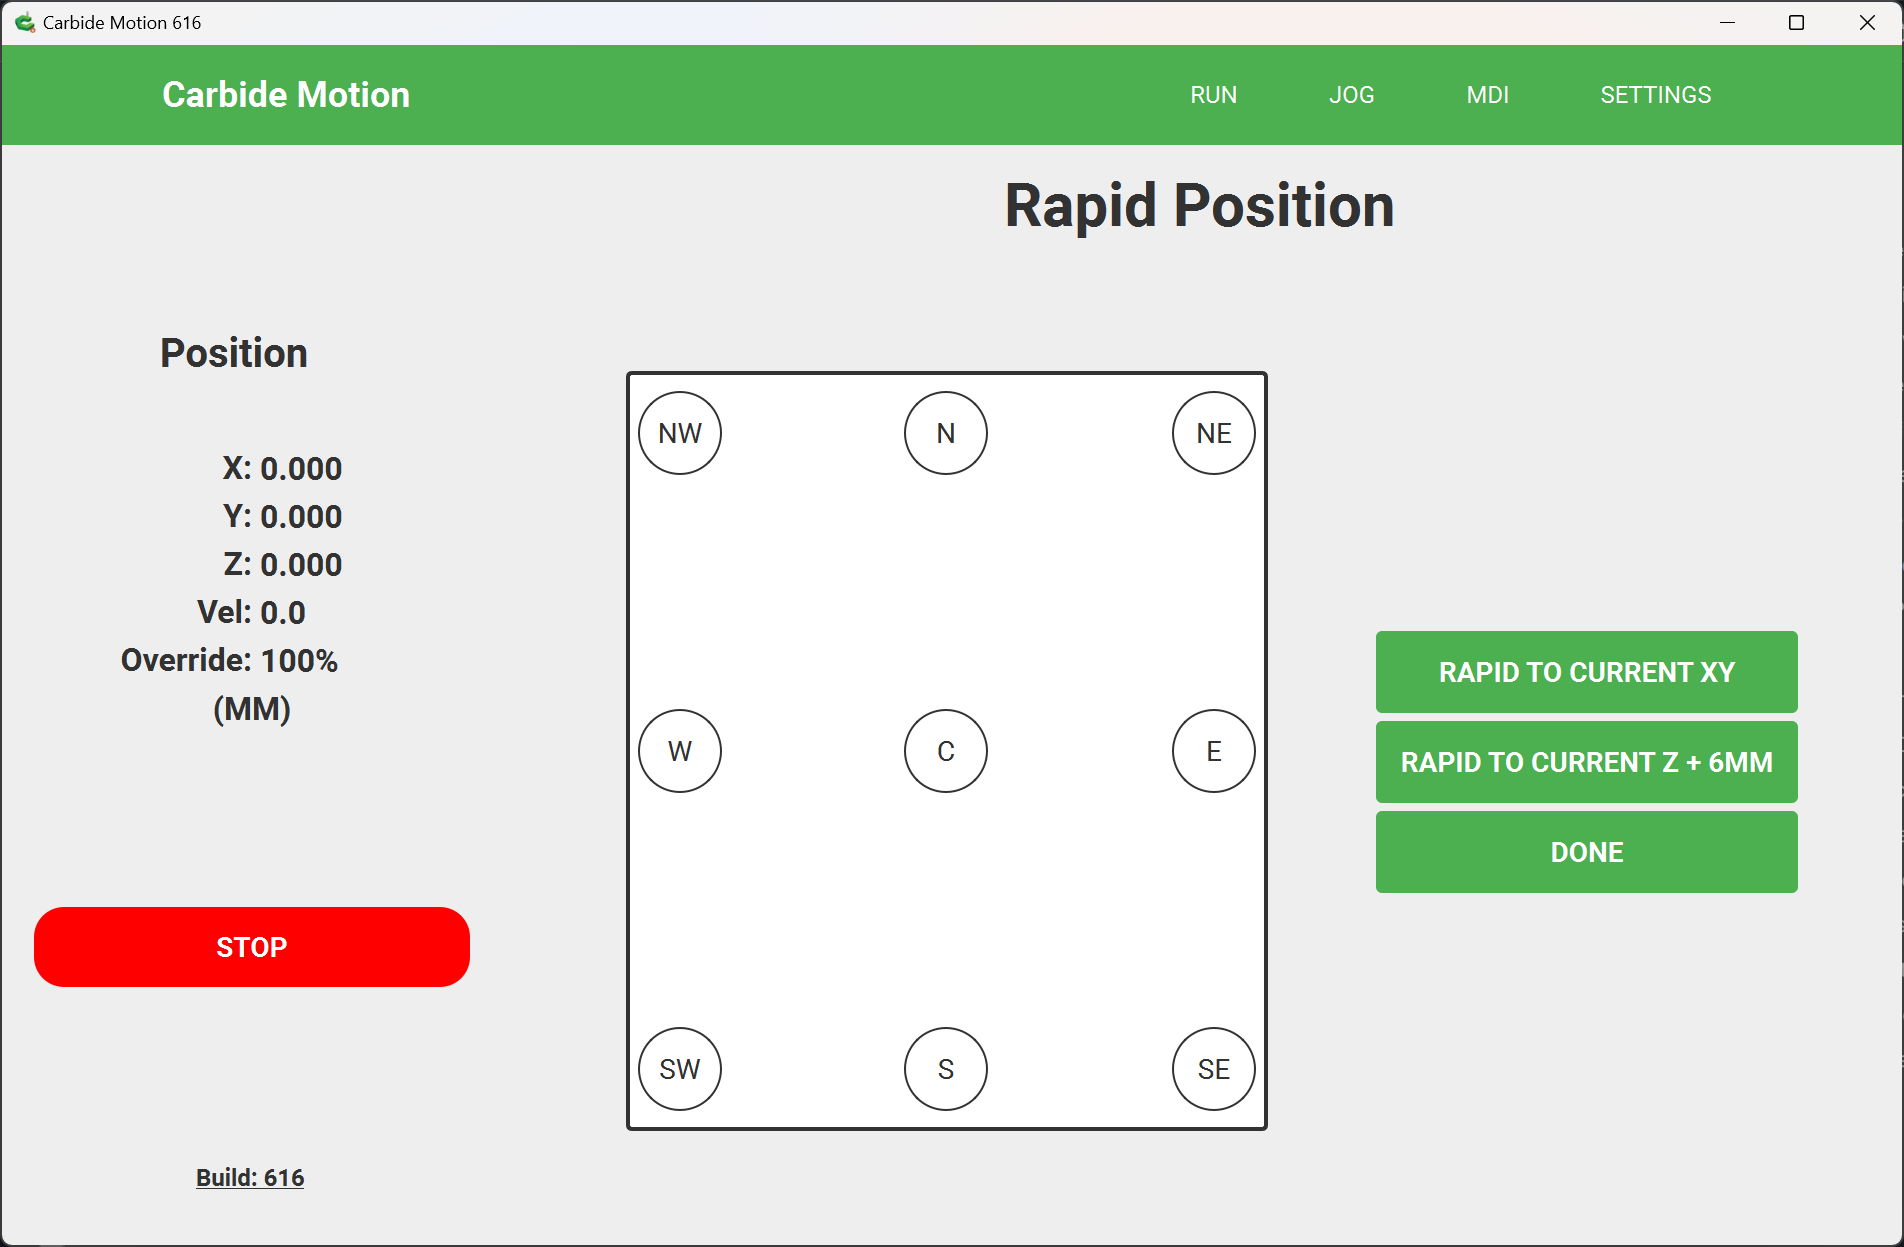 Carbide Motion 616
Carbide Motion RUN JOG MDI SETTINGS
Rapid Position
Position
X: 0.000
Y: 0.000
Z: 0.000
Vel: 0.0
Override: 100%
(MM)
STOP
Build: 616
NW N NE
W C E
SW S SE
RAPID TO CURRENT XY
RAPID TO CURRENT Z + 6MM
DONE